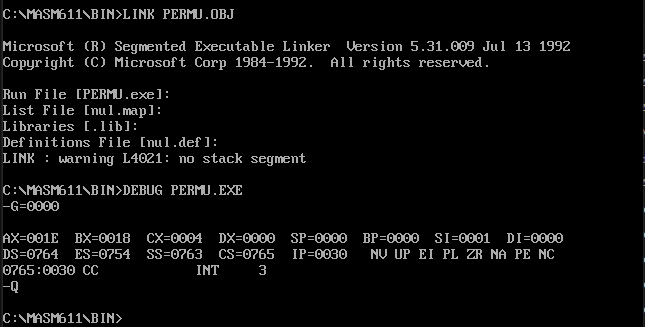 C:\MASM611\BIN>LINK PERMU.OBJ
Microsoft (R) Segmented Executable Linker  Version 5.31.009 Jul 13 1992
Copyright (C) Microsoft Corp 1984-1992.  All rights reserved.
Run File [PERMU.exe]:
List File [nul.map]:
Libraries [.lib]:
Definitions File [nul.def]:
LINK : warning L4021: no stack segment
C:\MASM611\BIN>DEBUG PERMU.EXE
-G=0000
AX=001E  BX=0018  CX=0004  DX=0000  SP=0000  BP=0000  SI=0001  DI=0000
DS=0764  ES=0754  SS=0763  CS=0765  IP=0030   NV UP EI PL ZR NA PE NC
0765:0030 CC            INT     3
-Q
C:\MASM611\BIN>